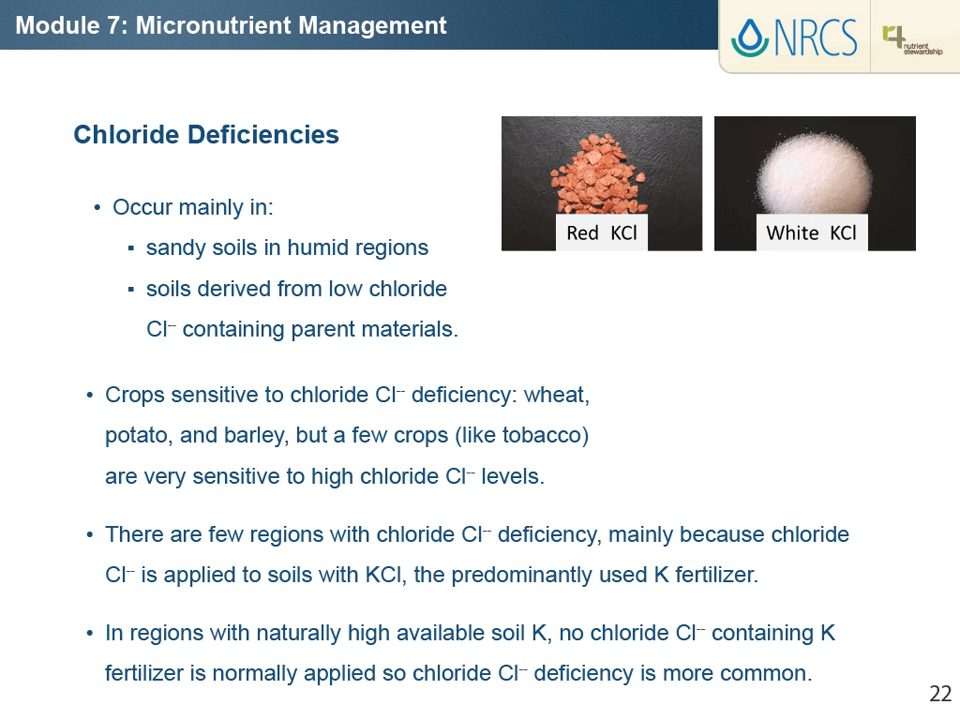 Module 7: Micronutrient Management
NRCS
r4 nutrient
stewardship
Chloride Deficiencies
Red KCl
White KCl
• Occur mainly in:
▪ sandy soils in humid regions
▪ soils derived from low chloride
Cl⁻⁻ containing parent materials.
• Crops sensitive to chloride Cl⁻⁻ deficiency: wheat,
potato, and barley, but a few crops (like tobacco)
are very sensitive to high chloride Cl⁻⁻ levels.
• There are few regions with chloride Cl⁻⁻ deficiency, mainly because chloride
Cl⁻⁻ is applied to soils with KCl, the predominantly used K fertilizer.
• In regions with naturally high available soil K, no chloride Cl⁻⁻ containing K
fertilizer is normally applied so chloride Cl⁻⁻ deficiency is more common.
22